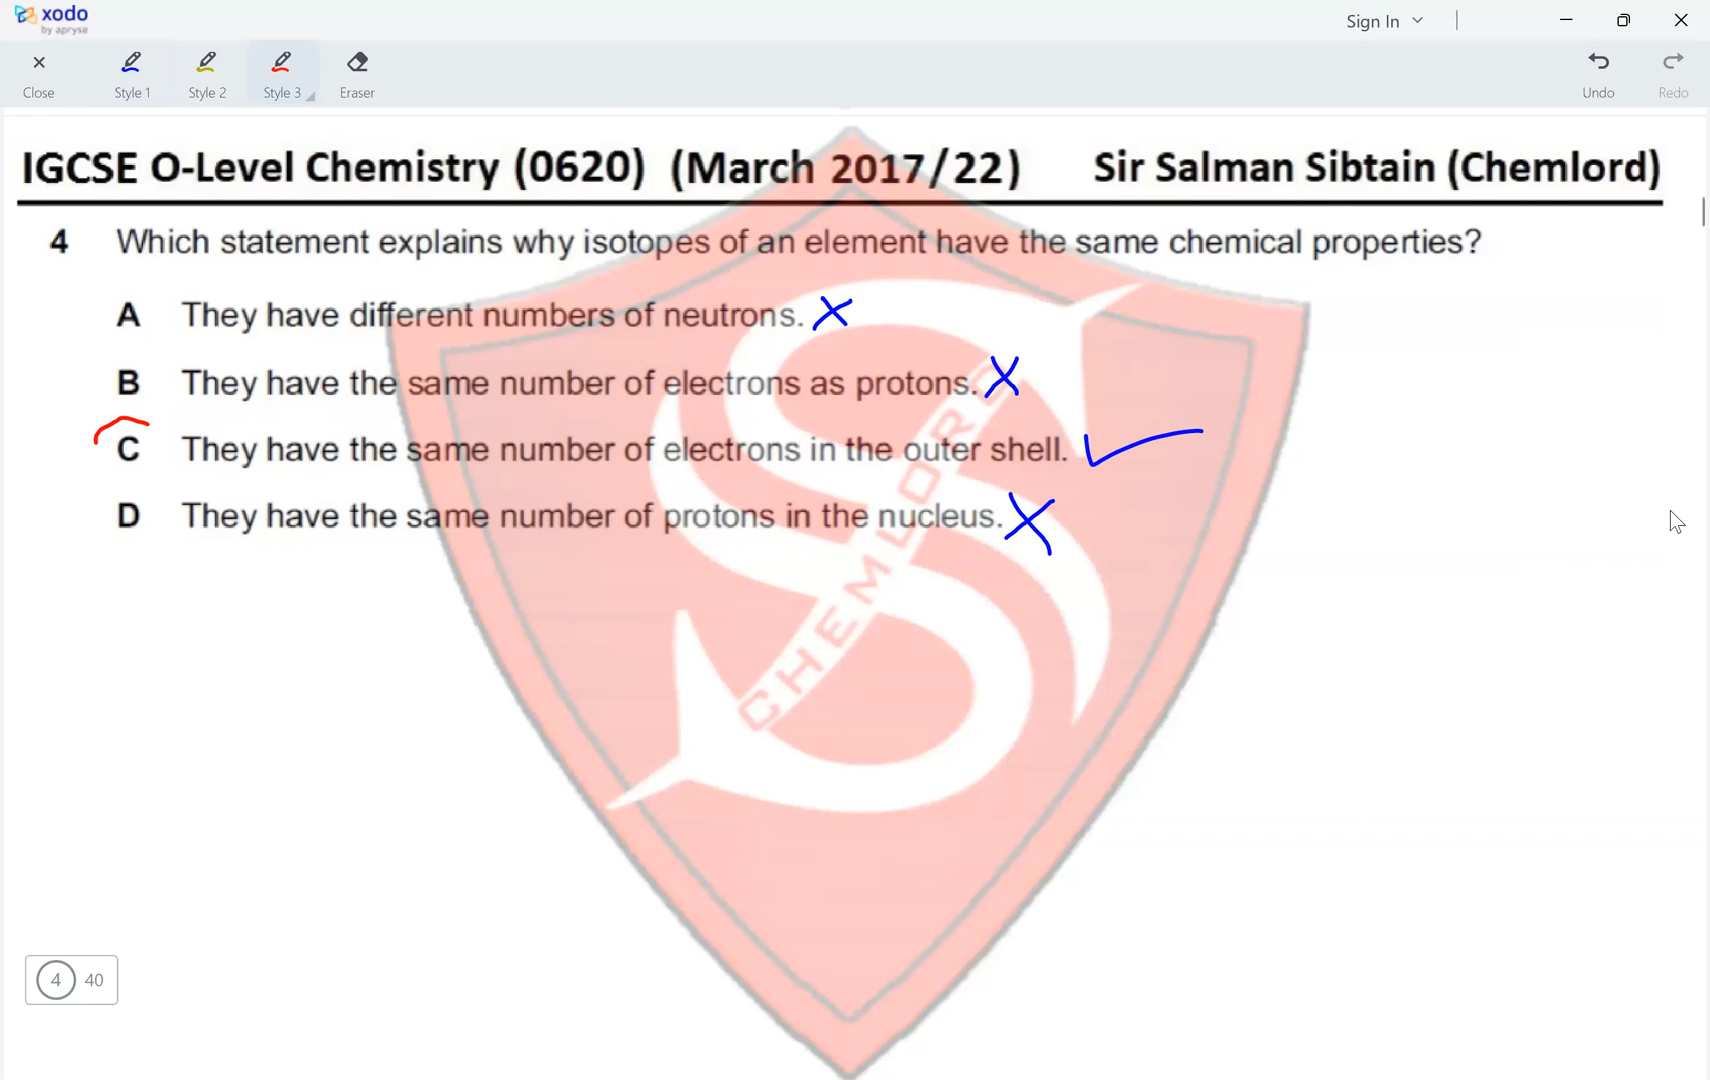 xodo
by apryse
Sign In
Close
Style 1
Style 2
Style 3
Eraser
Undo
Redo
IGCSE O-Level Chemistry (0620) (March 2017/22) Sir Salman Sibtain (Chemlord)
4 Which statement explains why isotopes of an element have the same chemical properties?
A They have different numbers of neutrons.
B They have the same number of electrons as protons.
C They have the same number of electrons in the outer shell.
D They have the same number of protons in the nucleus.
CHEMLORD
4 40